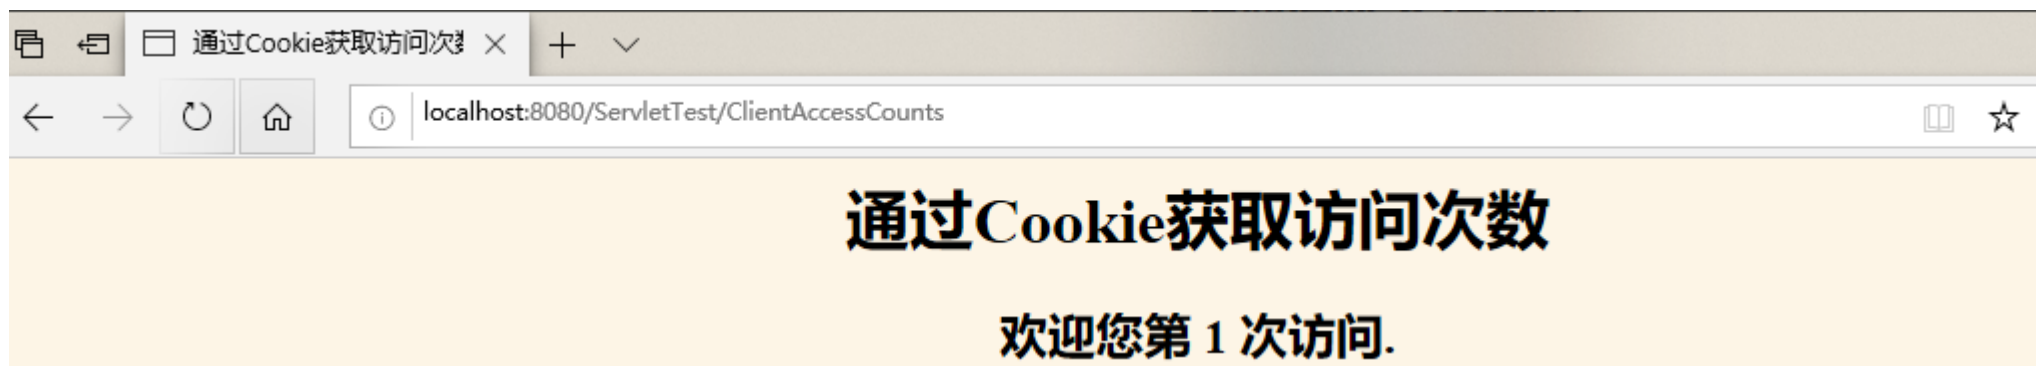 通过Cookie获取访问次
localhost:8080/ServletTest/ClientAccessCounts
通过Cookie获取访问次数
欢迎您第 1 次访问.